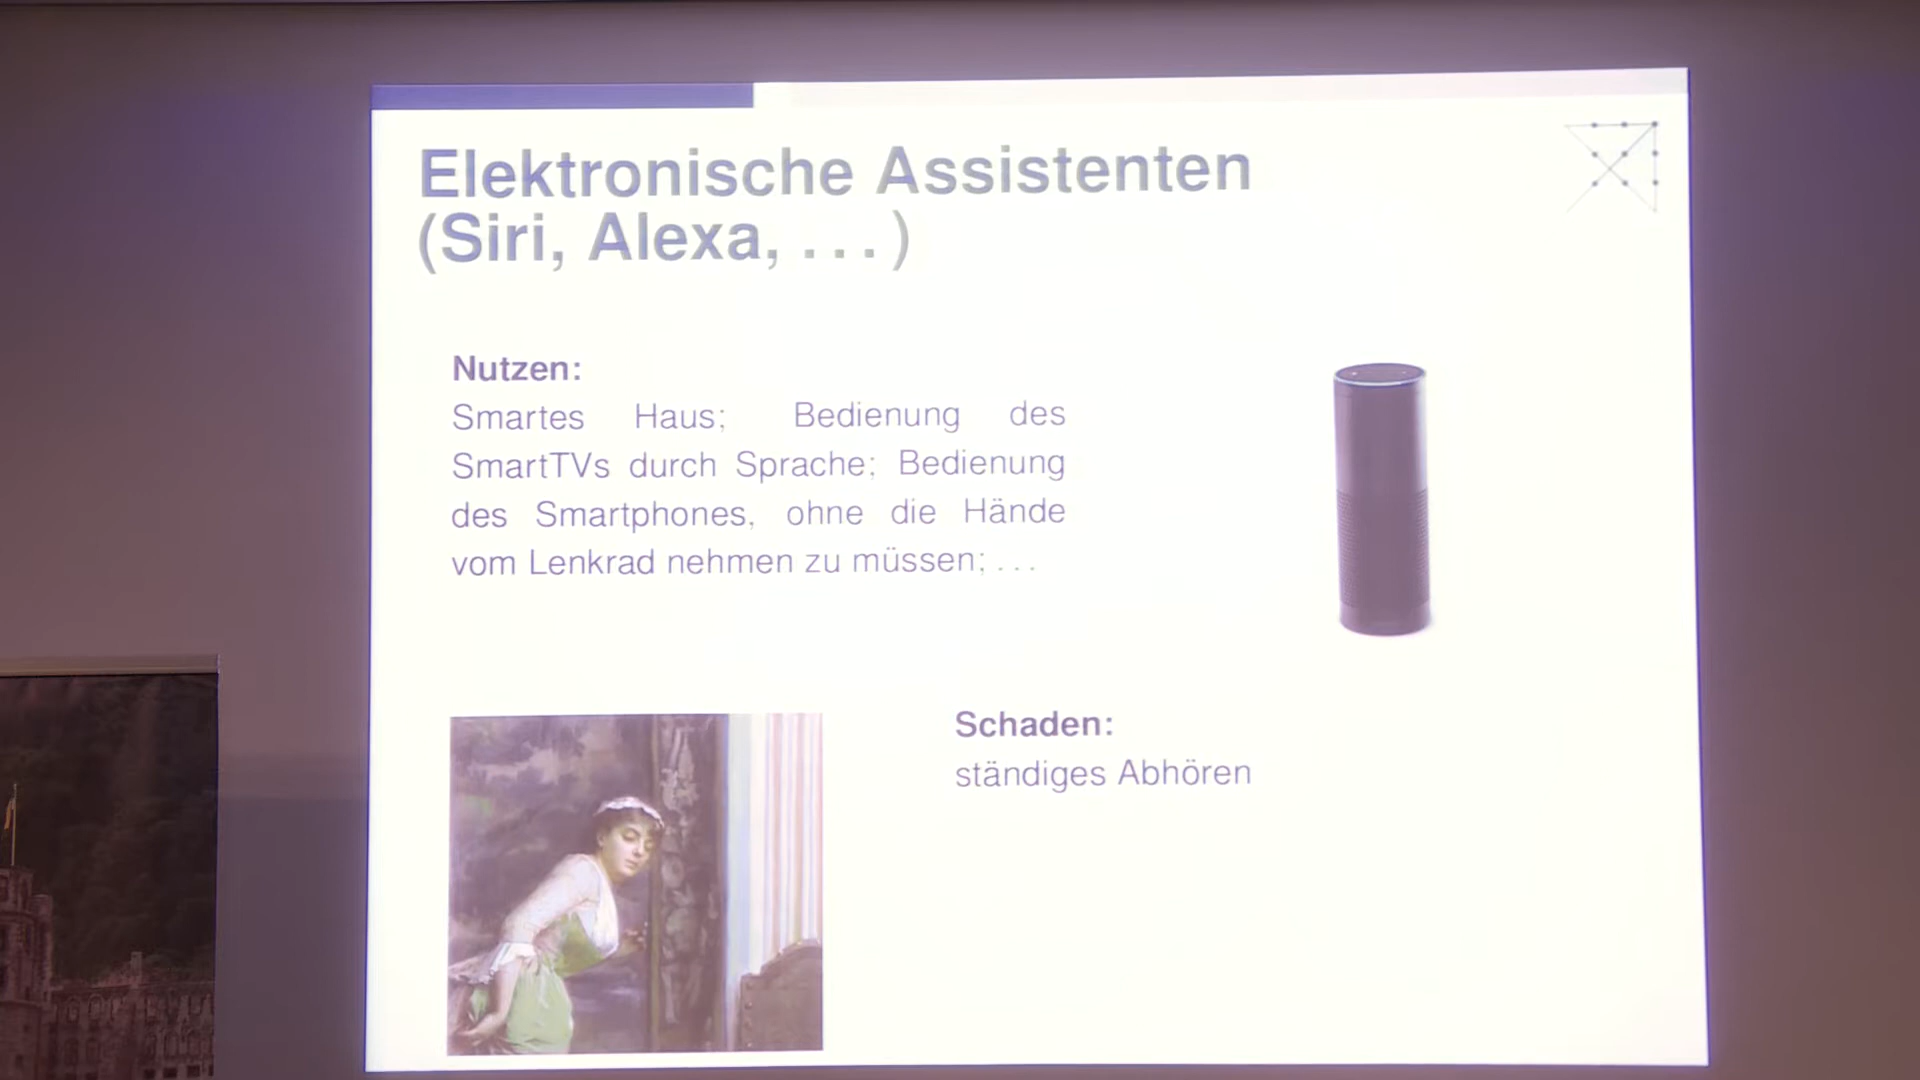 Elektronische Assistenten
(Siri, Alexa, ...)
Nutzen:
Smartes Haus; Bedienung des
SmartTVs durch Sprache; Bedienung
des Smartphones, ohne die Hände
vom Lenkrad nehmen zu müssen; ...
Schaden:
ständiges Abhören